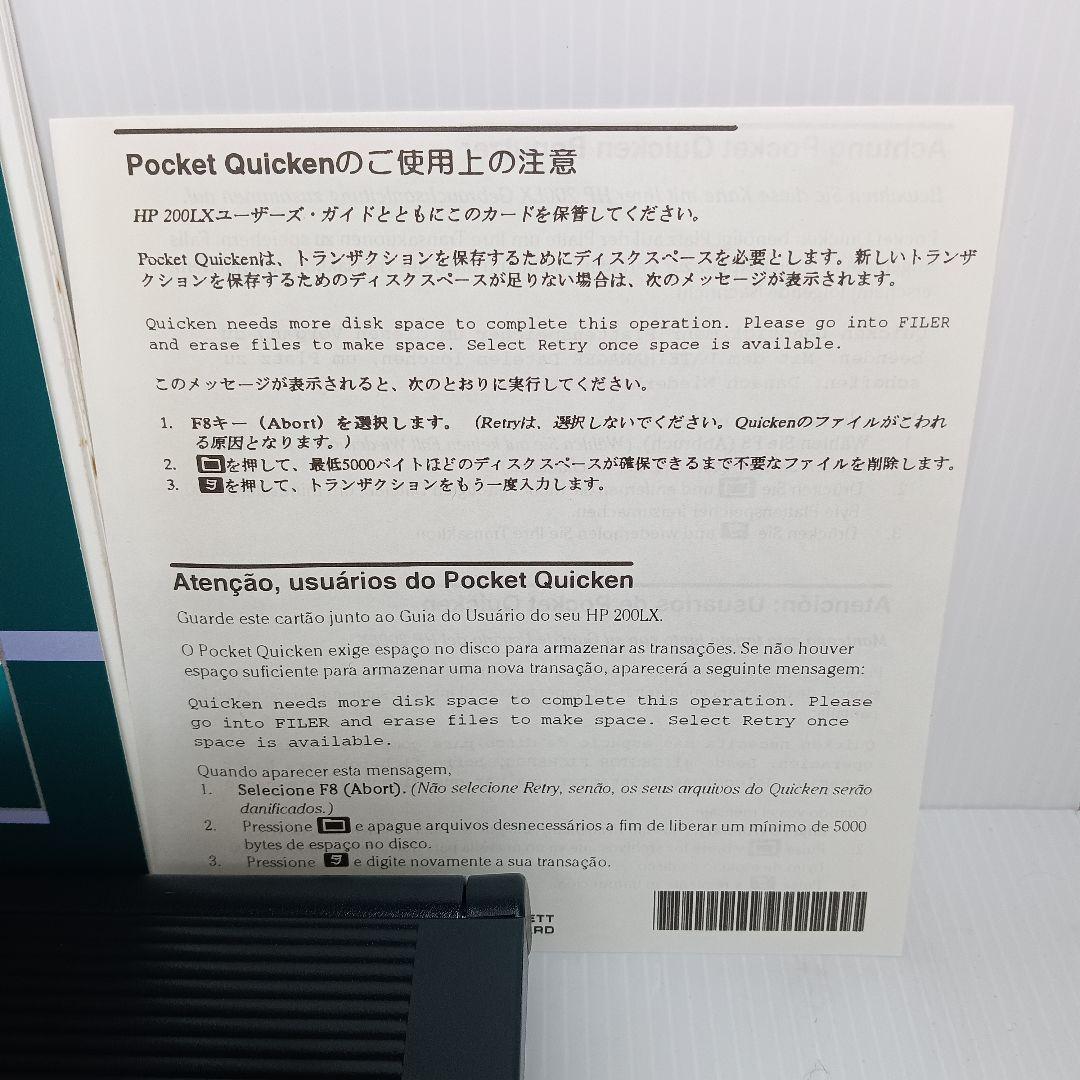 Pocket Quickenのご使用上の注意
HP 200LXユーザーズ・ガイドとともにこのカードを保管してください。
Pocket Quickenは、トランザクションを保存するためにディスクスペースを必要とします。新しいトランザ
クションを保存するためのディスクスペースが足りない場合は、次のメッセージが表示されます。
Quicken needs more disk space to complete this operation. Please go into FILER
and erase files to make space. Select Retry once space is available.
このメッセージが表示されると、次のとおりに実行してください。
1. F8キー（Abort）を選択します。（Retryは、選択しないでください。Quickenのファイルがこわれ
る原因となります。）
2. を押して、最低5000バイトほどのディスクスペースが確保できるまで不要なファイルを削除します。
3. を押して、トランザクションをもう一度入力します。
Atenção, usuários do Pocket Quicken
Guarde este cartão junto ao Guia do Usuário do seu HP 200LX.
O Pocket Quicken exige espaço no disco para armazenar as transações. Se não houver
espaço suficiente para armazenar uma nova transação, aparecerá a seguinte mensagem:
Quicken needs more disk space to complete this operation. Please
go into FILER and erase files to make space. Select Retry once
space is available.
Quando aparecer esta mensagem,
1. Selecione F8 (Abort). (Não selecione Retry, senão, os seus arquivos do Quicken serão
danificados.)
2. Pressione e apague arquivos desnecessários a fim de liberar um mínimo de 5000
bytes de espaço no disco.
3. Pressione e digite novamente a sua transação.
ETT
RD